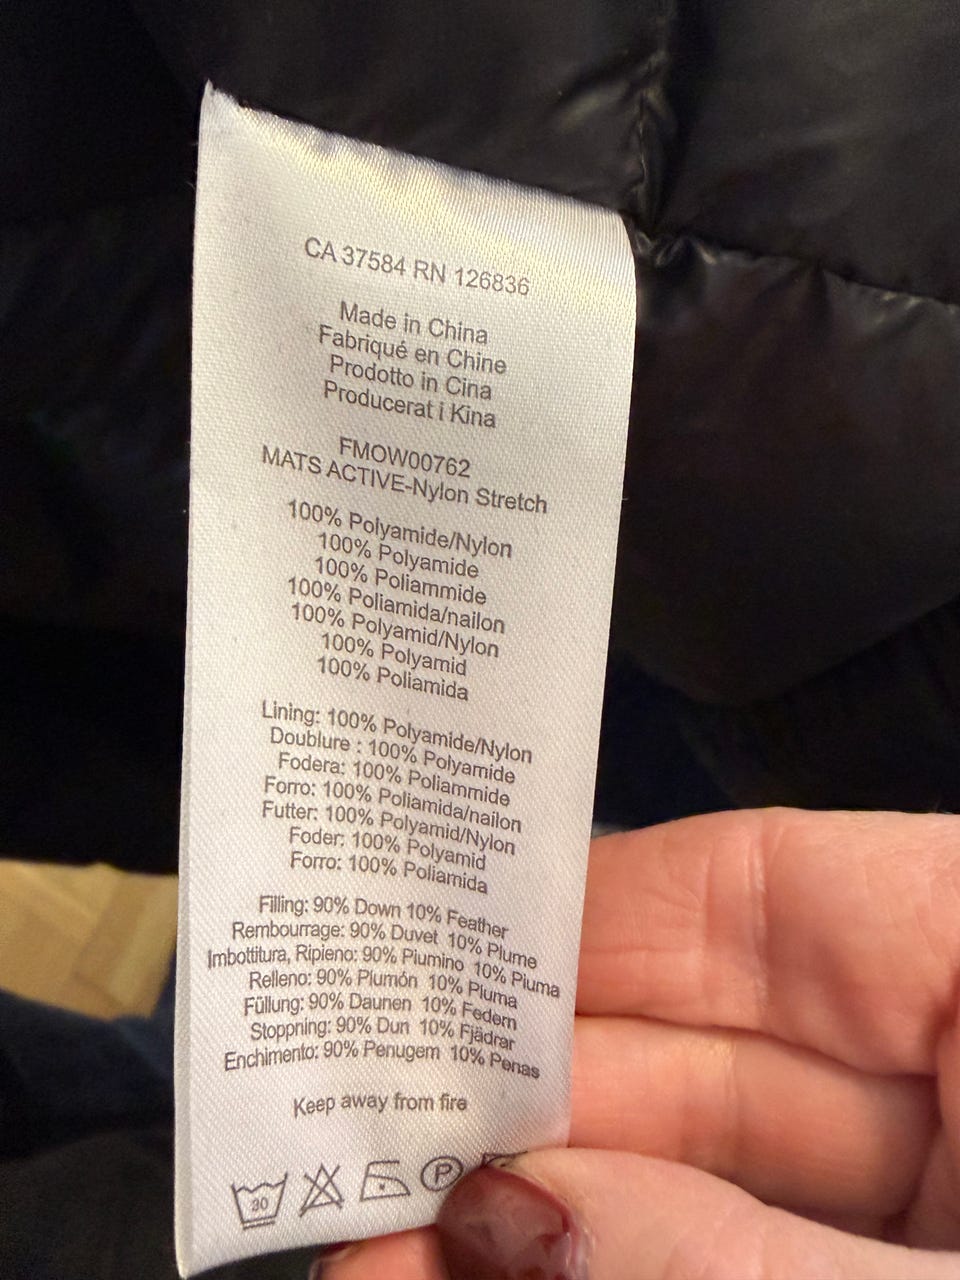 CA 37584 RN 126836
Made in China
Fabriqué en Chine
Prodotto in Cina
Producerat i Kina
FMOW00762
MATS ACTIVE-Nylon Stretch
100% Polyamide/Nylon
100% Polyamide
100% Poliammide
100% Poliamida/nailon
100% Polyamid/Nylon
100% Polyamid
100% Poliamida
Lining: 100% Polyamide/Nylon
Doublure : 100% Polyamide
Fodera: 100% Poliammide
Forro: 100% Poliamida/nailon
Futter: 100% Polyamid/Nylon
Foder: 100% Polyamid
Forro: 100% Poliamida
Filling: 90% Down 10% Feather
Rembourrage: 90% Duvet 10% Plume
Imbottitura, Ripieno: 90% Piumino 10% Piuma
Relleno: 90% Plumón 10% Pluma
Füllung: 90% Daunen 10% Federn
Stoppning: 90% Dun 10% Fjädrar
Enchimento: 90% Penugem 10% Penas
Keep away from fire
30 P